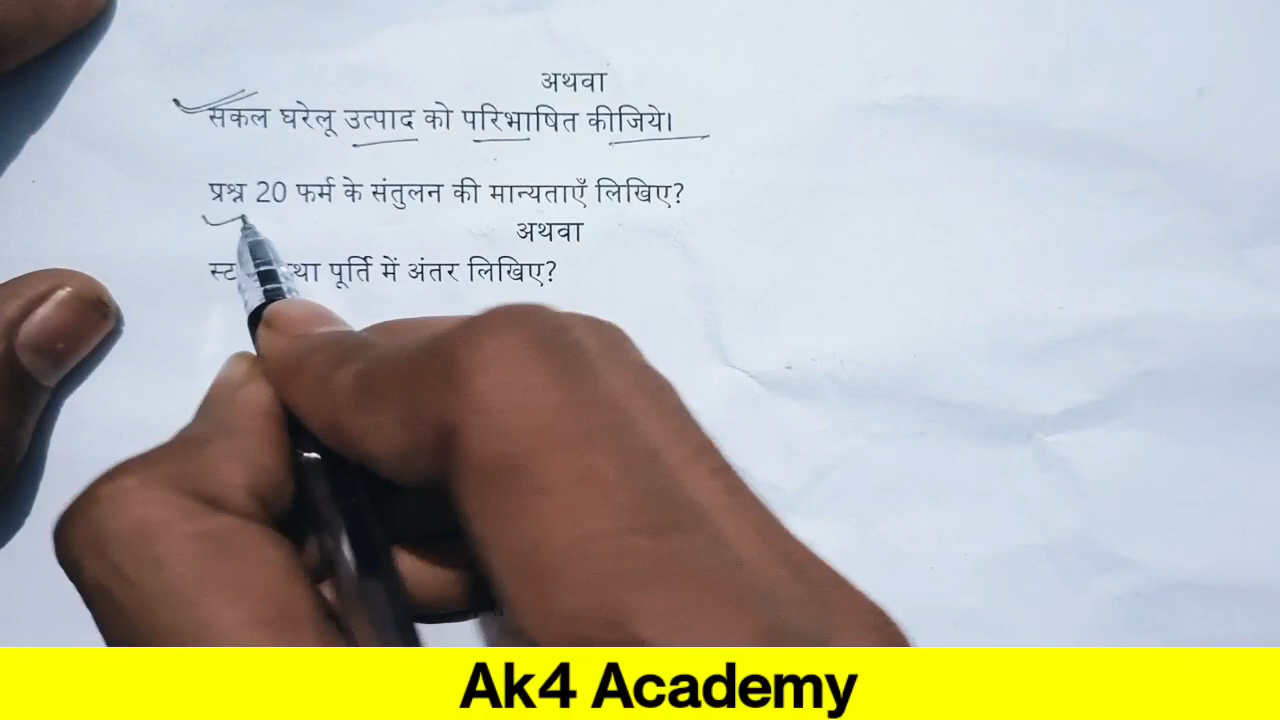 अथवा
सकल घरेलू उत्पाद को परिभाषित कीजिये।
प्रश्न 20 फर्म के संतुलन की मान्यताएँ लिखिए?
अथवा
पूर्ति में अंतर लिखिए?
Ak4 Academy